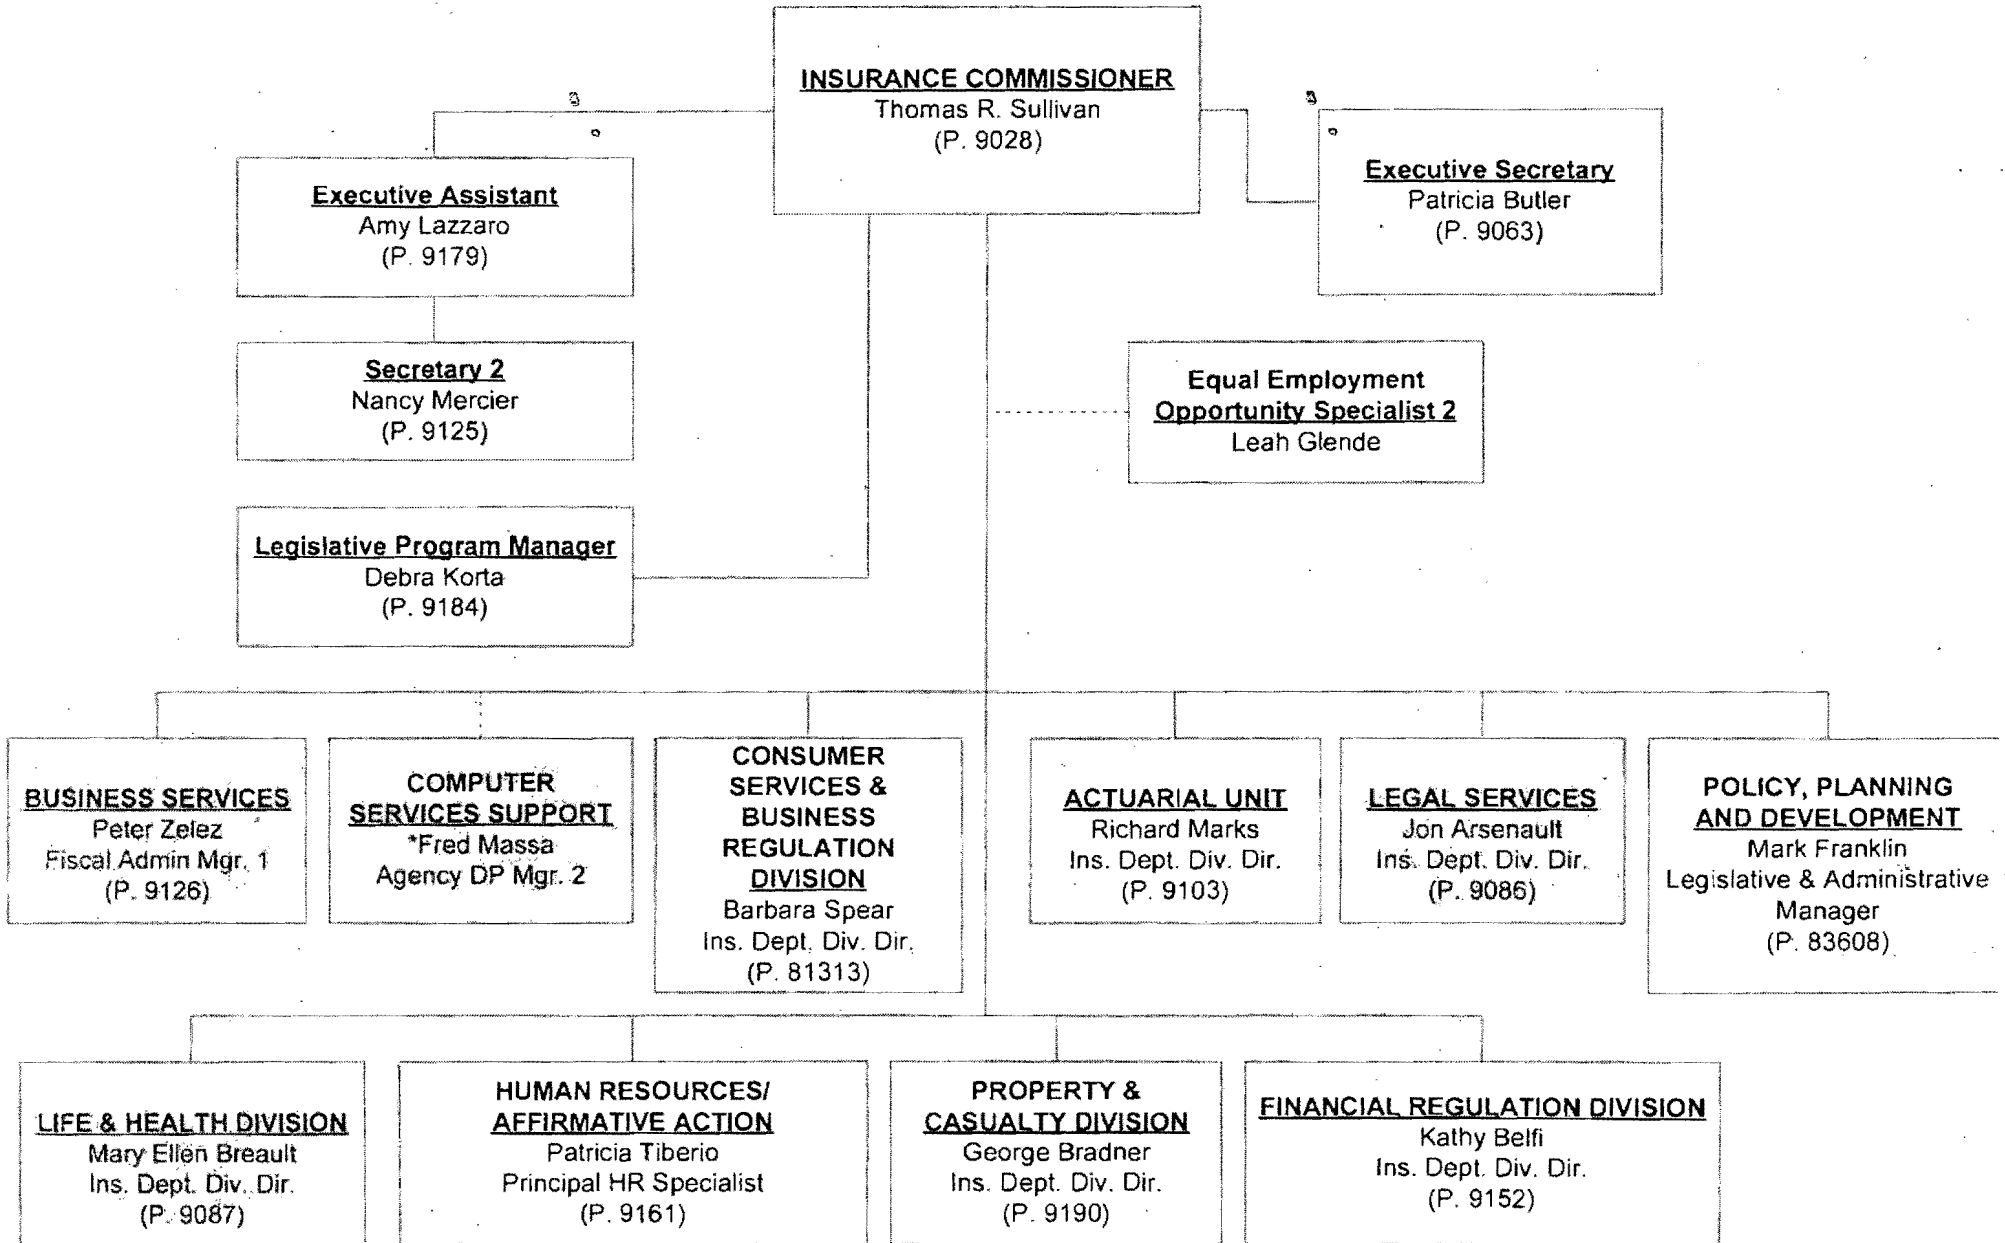 INSURANCE COMMISSIONER
Thomas R. Sullivan
(P. 9028)
Executive Assistant
Amy Lazzaro
(P. 9179)
Executive Secretary
Patricia Butler
(P. 9063)
Secretary 2
Nancy Mercier
(P. 9125)
Equal Employment
Opportunity Specialist 2
Leah Glende
Legislative Program Manager
Debra Korta
(P. 9184)
BUSINESS SERVICES
Peter Zelez
Fiscal Admin Mgr. 1
(P. 9126)
COMPUTER
SERVICES SUPPORT
*Fred Massa
Agency DP Mgr. 2
CONSUMER
SERVICES &
BUSINESS
REGULATION
DIVISION
Barbara Spear
Ins. Dept. Div. Dir.
(P. 81313)
ACTUARIAL UNIT
Richard Marks
Ins. Dept. Div. Dir.
(P. 9103)
LEGAL SERVICES
Jon Arsenault
Ins. Dept. Div. Dir.
(P. 9086)
POLICY, PLANNING
AND DEVELOPMENT
Mark Franklin
Legislative & Administrative
Manager
(P. 83608)
LIFE & HEALTH DIVISION
Mary Ellen Breault
Ins. Dept. Div. Dir.
(P. 9087)
HUMAN RESOURCES/
AFFIRMATIVE ACTION
Patricia Tiberio
Principal HR Specialist
(P. 9161)
PROPERTY &
CASUALTY DIVISION
George Bradner
Ins. Dept. Div. Dir.
(P. 9190)
FINANCIAL REGULATION DIVISION
Kathy Belfi
Ins. Dept. Div. Dir.
(P. 9152)